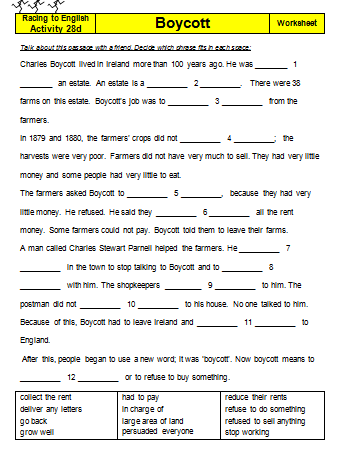 Racing to English
Activity 28d
Boycott
Worksheet
Talk about this passage with a friend. Decide which phrase fits in each space:
Charles Boycott lived in Ireland more than 100 years ago. He was _______ 1
_______ an estate. An estate is a ________ 2 ________. There were 38
farms on this estate. Boycott's job was to ________ 3 ________ from the
farmers.
In 1879 and 1880, the farmers' crops did not ________ 4 ________; the
harvests were very poor. Farmers did not have very much to sell. They had very little
money and some people had very little to eat.
The farmers asked Boycott to ________ 5 ________, because they had very
little money. He refused. He said they ________ 6 ________ all the rent
money. Some farmers could not pay. Boycott told them to leave their farms.
A man called Charles Stewart Parnell helped the farmers. He ________ 7
________ in the town to stop talking to Boycott and to ________ 8
________ with him. The shopkeepers ________ 9 ________ to him. The
postman did not ________ 10 ________ to his house. No one talked to him.
Because of this, Boycott had to leave Ireland and ________ 11 ________ to
England.
After this, people began to use a new word; it was 'boycott'. Now boycott means to
________ 12 ________ or to refuse to buy something.
collect the rent
deliver any letters
go back
grow well
had to pay
in charge of
large area of land
persuaded everyone
reduce their rents
refuse to do something
refused to sell anything
stop working